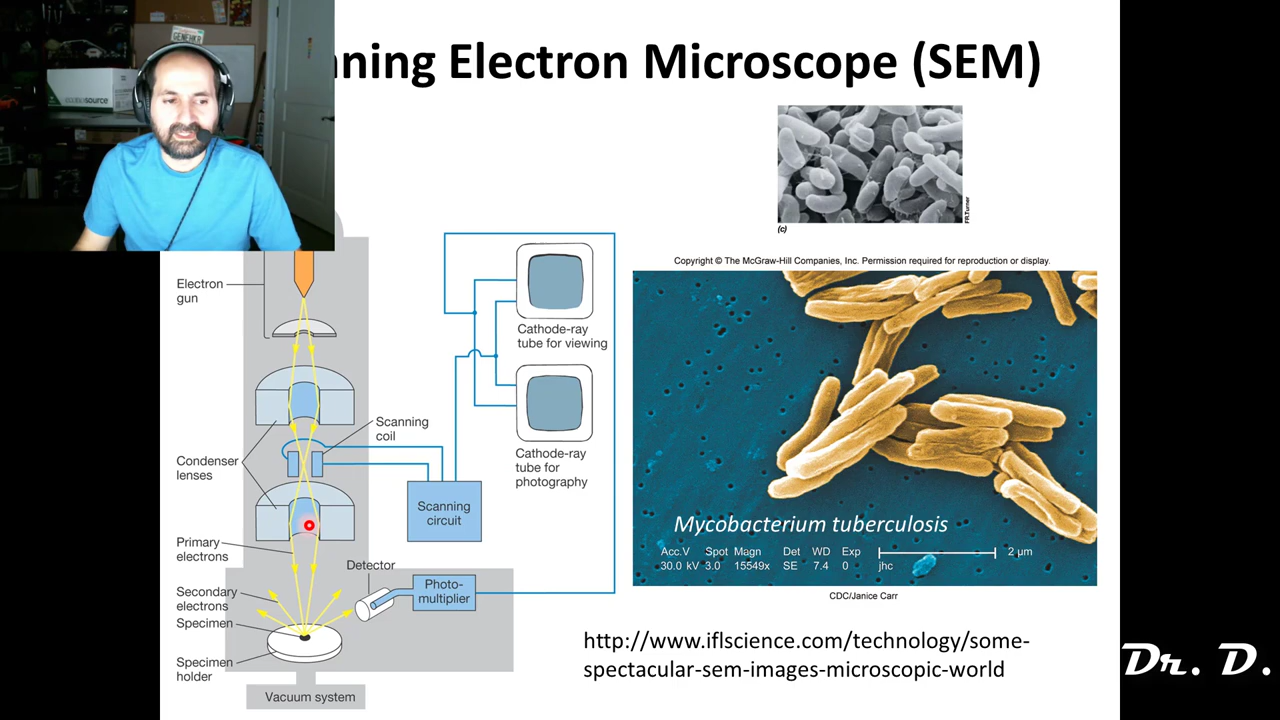 nning Electron Microscope (SEM)
FR.Turner
(c)
Copyright © The McGraw-Hill Companies, Inc. Permission required for reproduction or display.
Electron
gun
Cathode-ray
tube for viewing
Scanning
coil
Cathode-ray
tube for
photography
Condenser
lenses
Scanning
circuit
Primary
electrons
Detector
Photo-
multiplier
Secondary
electrons
Specimen
Specimen
holder
Vacuum system
Mycobacterium tuberculosis
Acc.V Spot Magn Det WD Exp 2 µm
30.0 kV 3.0 15549x SE 7.4 0 jhc
CDC/Janice Carr
http://www.iflscience.com/technology/some-
spectacular-sem-images-microscopic-world
Dr. D.